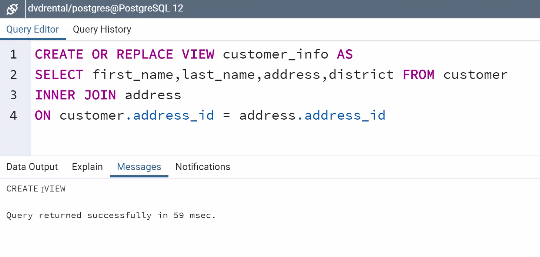 dvdrental/postgres@PostgreSQL 12
Query Editor Query History
1 CREATE OR REPLACE VIEW customer_info AS
2 SELECT first_name,last_name,address,district FROM customer
3 INNER JOIN address
4 ON customer.address_id = address.address_id
Data Output Explain Messages Notifications
CREATE VIEW
Query returned successfully in 59 msec.